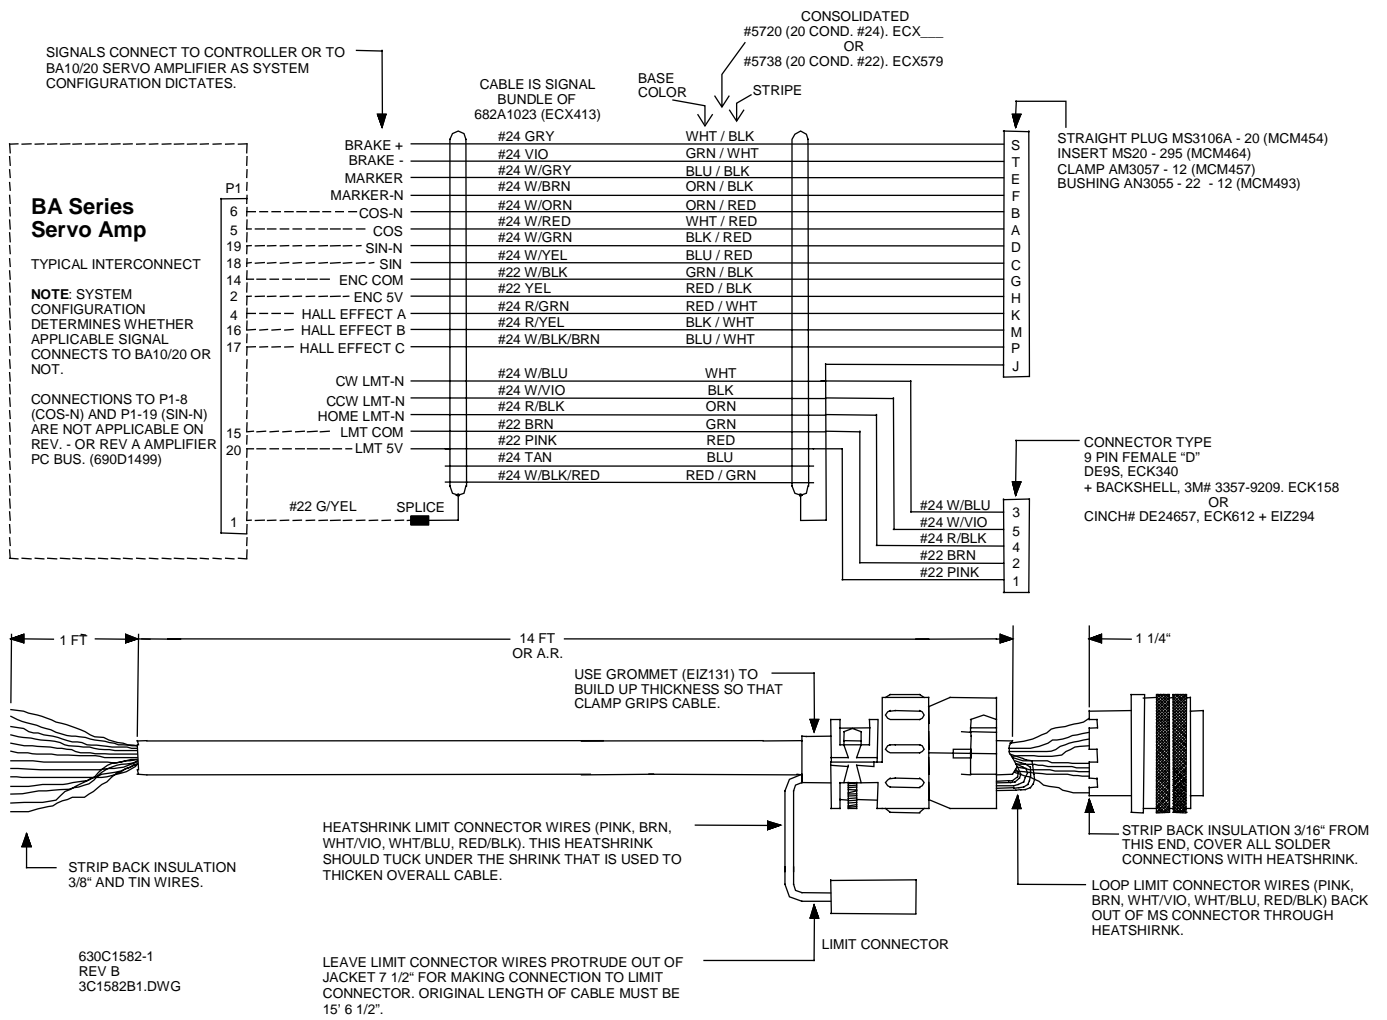 CONSOLIDATED
#5720 (20 COND. #24). ECX___
OR
#5738 (20 COND. #22). ECX579
SIGNALS CONNECT TO CONTROLLER OR TO
BA10/20 SERVO AMPLIFIER AS SYSTEM
CONFIGURATION DICTATES.
CABLE IS SIGNAL
BUNDLE OF
682A1023 (ECX413)
BASE
COLOR
STRIPE
BRAKE + #24 GRY WHT / BLK S
BRAKE - #24 VIO GRN / WHT T
MARKER #24 W/GRY BLU / BLK E
MARKER-N #24 W/BRN ORN / BLK F
6 COS-N #24 W/ORN ORN / RED B
5 COS #24 W/RED WHT / RED A
19 SIN-N #24 W/GRN BLK / RED D
18 SIN #24 W/YEL BLU / RED C
14 ENC COM #22 W/BLK GRN / BLK G
2 ENC 5V #22 YEL RED / BLK H
4 HALL EFFECT A #24 R/GRN RED / WHT K
16 HALL EFFECT B #24 R/YEL BLK / WHT M
17 HALL EFFECT C #24 W/BLK/BRN BLU / WHT P
J
CW LMT-N #24 W/BLU WHT
CCW LMT-N #24 W/VIO BLK
HOME LMT-N #24 R/BLK ORN
15 LMT COM #22 BRN GRN
20 LMT 5V #22 PINK RED
#24 TAN BLU
#24 W/BLK/RED RED / GRN
1 #22 G/YEL SPLICE
P1
BA Series
Servo Amp
TYPICAL INTERCONNECT
NOTE: SYSTEM
CONFIGURATION
DETERMINES WHETHER
APPLICABLE SIGNAL
CONNECTS TO BA10/20 OR
NOT.
CONNECTIONS TO P1-8
(COS-N) AND P1-19 (SIN-N)
ARE NOT APPLICABLE ON
REV. - OR REV A AMPLIFIER
PC BUS. (690D1499)
STRAIGHT PLUG MS3106A - 20 (MCM454)
INSERT MS20 - 295 (MCM464)
CLAMP AM3057 - 12 (MCM457)
BUSHING AN3055 - 22 - 12 (MCM493)
CONNECTOR TYPE
9 PIN FEMALE “D”
DE9S, ECK340
+ BACKSHELL, 3M# 3357-9209. ECK158
OR
CINCH# DE24657, ECK612 + EIZ294
#24 W/BLU 3
#24 W/VIO 5
#24 R/BLK 4
#22 BRN 2
#22 PINK 1
1 FT
14 FT
OR A.R.
1 1/4“
USE GROMMET (EIZ131) TO
BUILD UP THICKNESS SO THAT
CLAMP GRIPS CABLE.
HEATSHRINK LIMIT CONNECTOR WIRES (PINK, BRN,
WHT/VIO, WHT/BLU, RED/BLK). THIS HEATSHRINK
SHOULD TUCK UNDER THE SHRINK THAT IS USED TO
THICKEN OVERALL CABLE.
STRIP BACK INSULATION
3/8“ AND TIN WIRES.
STRIP BACK INSULATION 3/16“ FROM
THIS END, COVER ALL SOLDER
CONNECTIONS WITH HEATSHRINK.
LOOP LIMIT CONNECTOR WIRES (PINK,
BRN, WHT/VIO, WHT/BLU, RED/BLK) BACK
OUT OF MS CONNECTOR THROUGH
HEATSHIRNK.
LIMIT CONNECTOR
LEAVE LIMIT CONNECTOR WIRES PROTRUDE OUT OF
JACKET 7 1/2“ FOR MAKING CONNECTION TO LIMIT
CONNECTOR. ORIGINAL LENGTH OF CABLE MUST BE
15’ 6 1/2”.
630C1582-1
REV B
3C1582B1.DWG